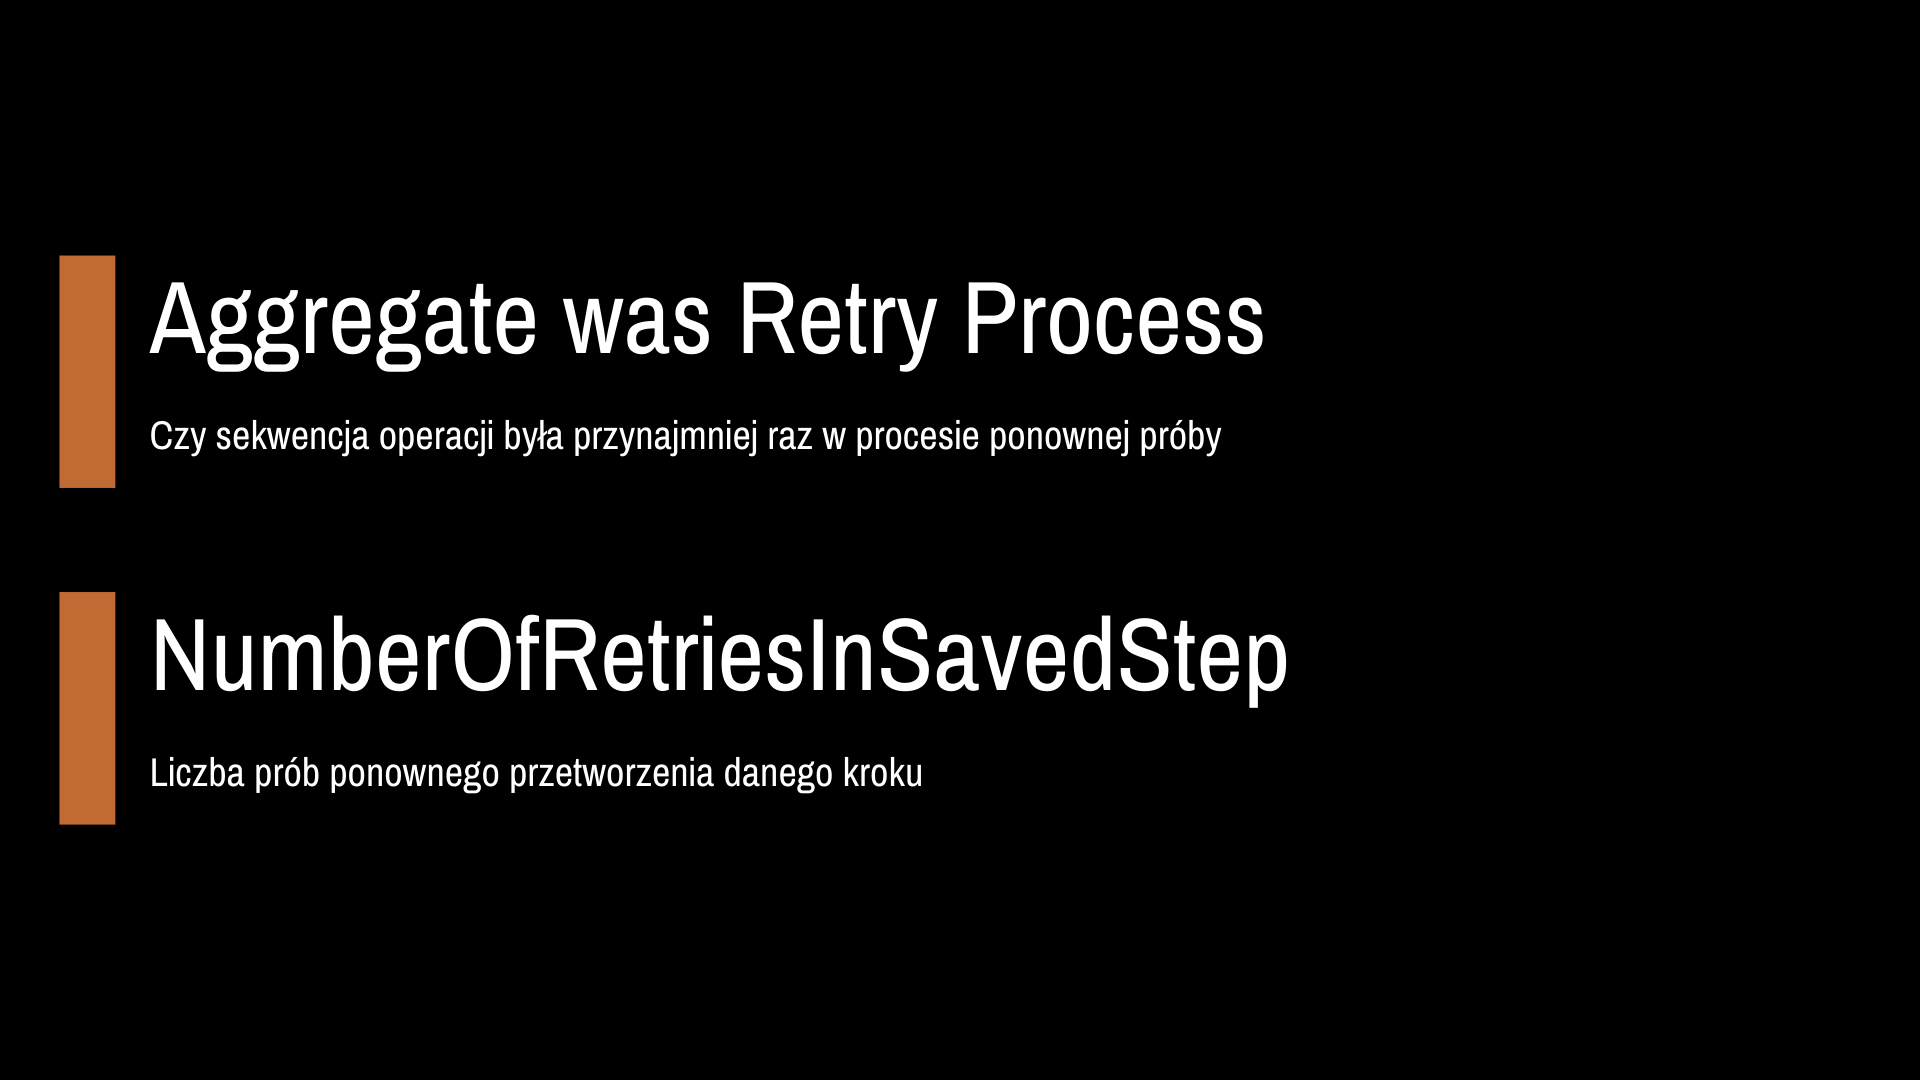 Aggregate was Retry Process
Czy sekwencja operacji była przynajmniej raz w procesie ponownej próby
NumberOfRetriesInSavedStep
Liczba prób ponownego przetworzenia danego kroku